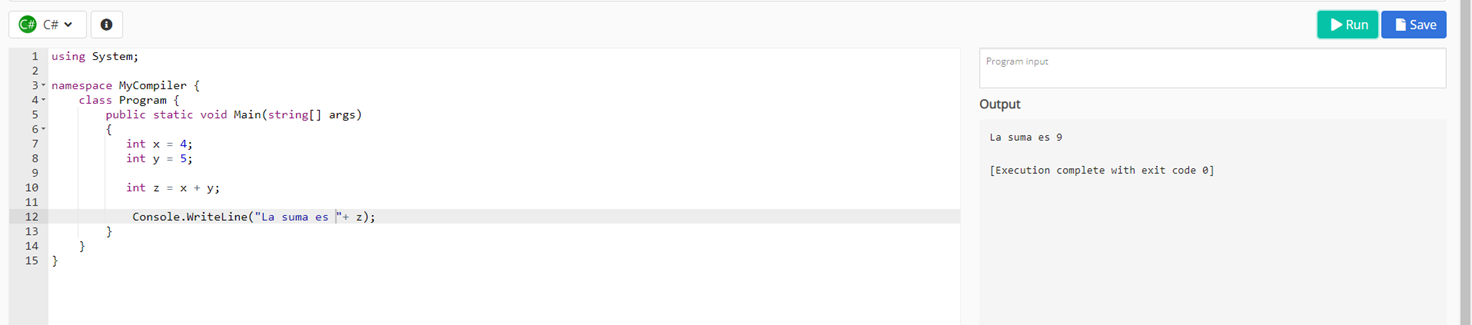 C# C#
Run Save
1 using System;
2
3 namespace MyCompiler {
4     class Program {
5         public static void Main(string[] args)
6         {
7            int x = 4;
8            int y = 5;
9
10            int z = x + y;
11
12             Console.WriteLine("La suma es "+ z);
13         }
14     }
15 }
Program input
Output
La suma es 9
[Execution complete with exit code 0]